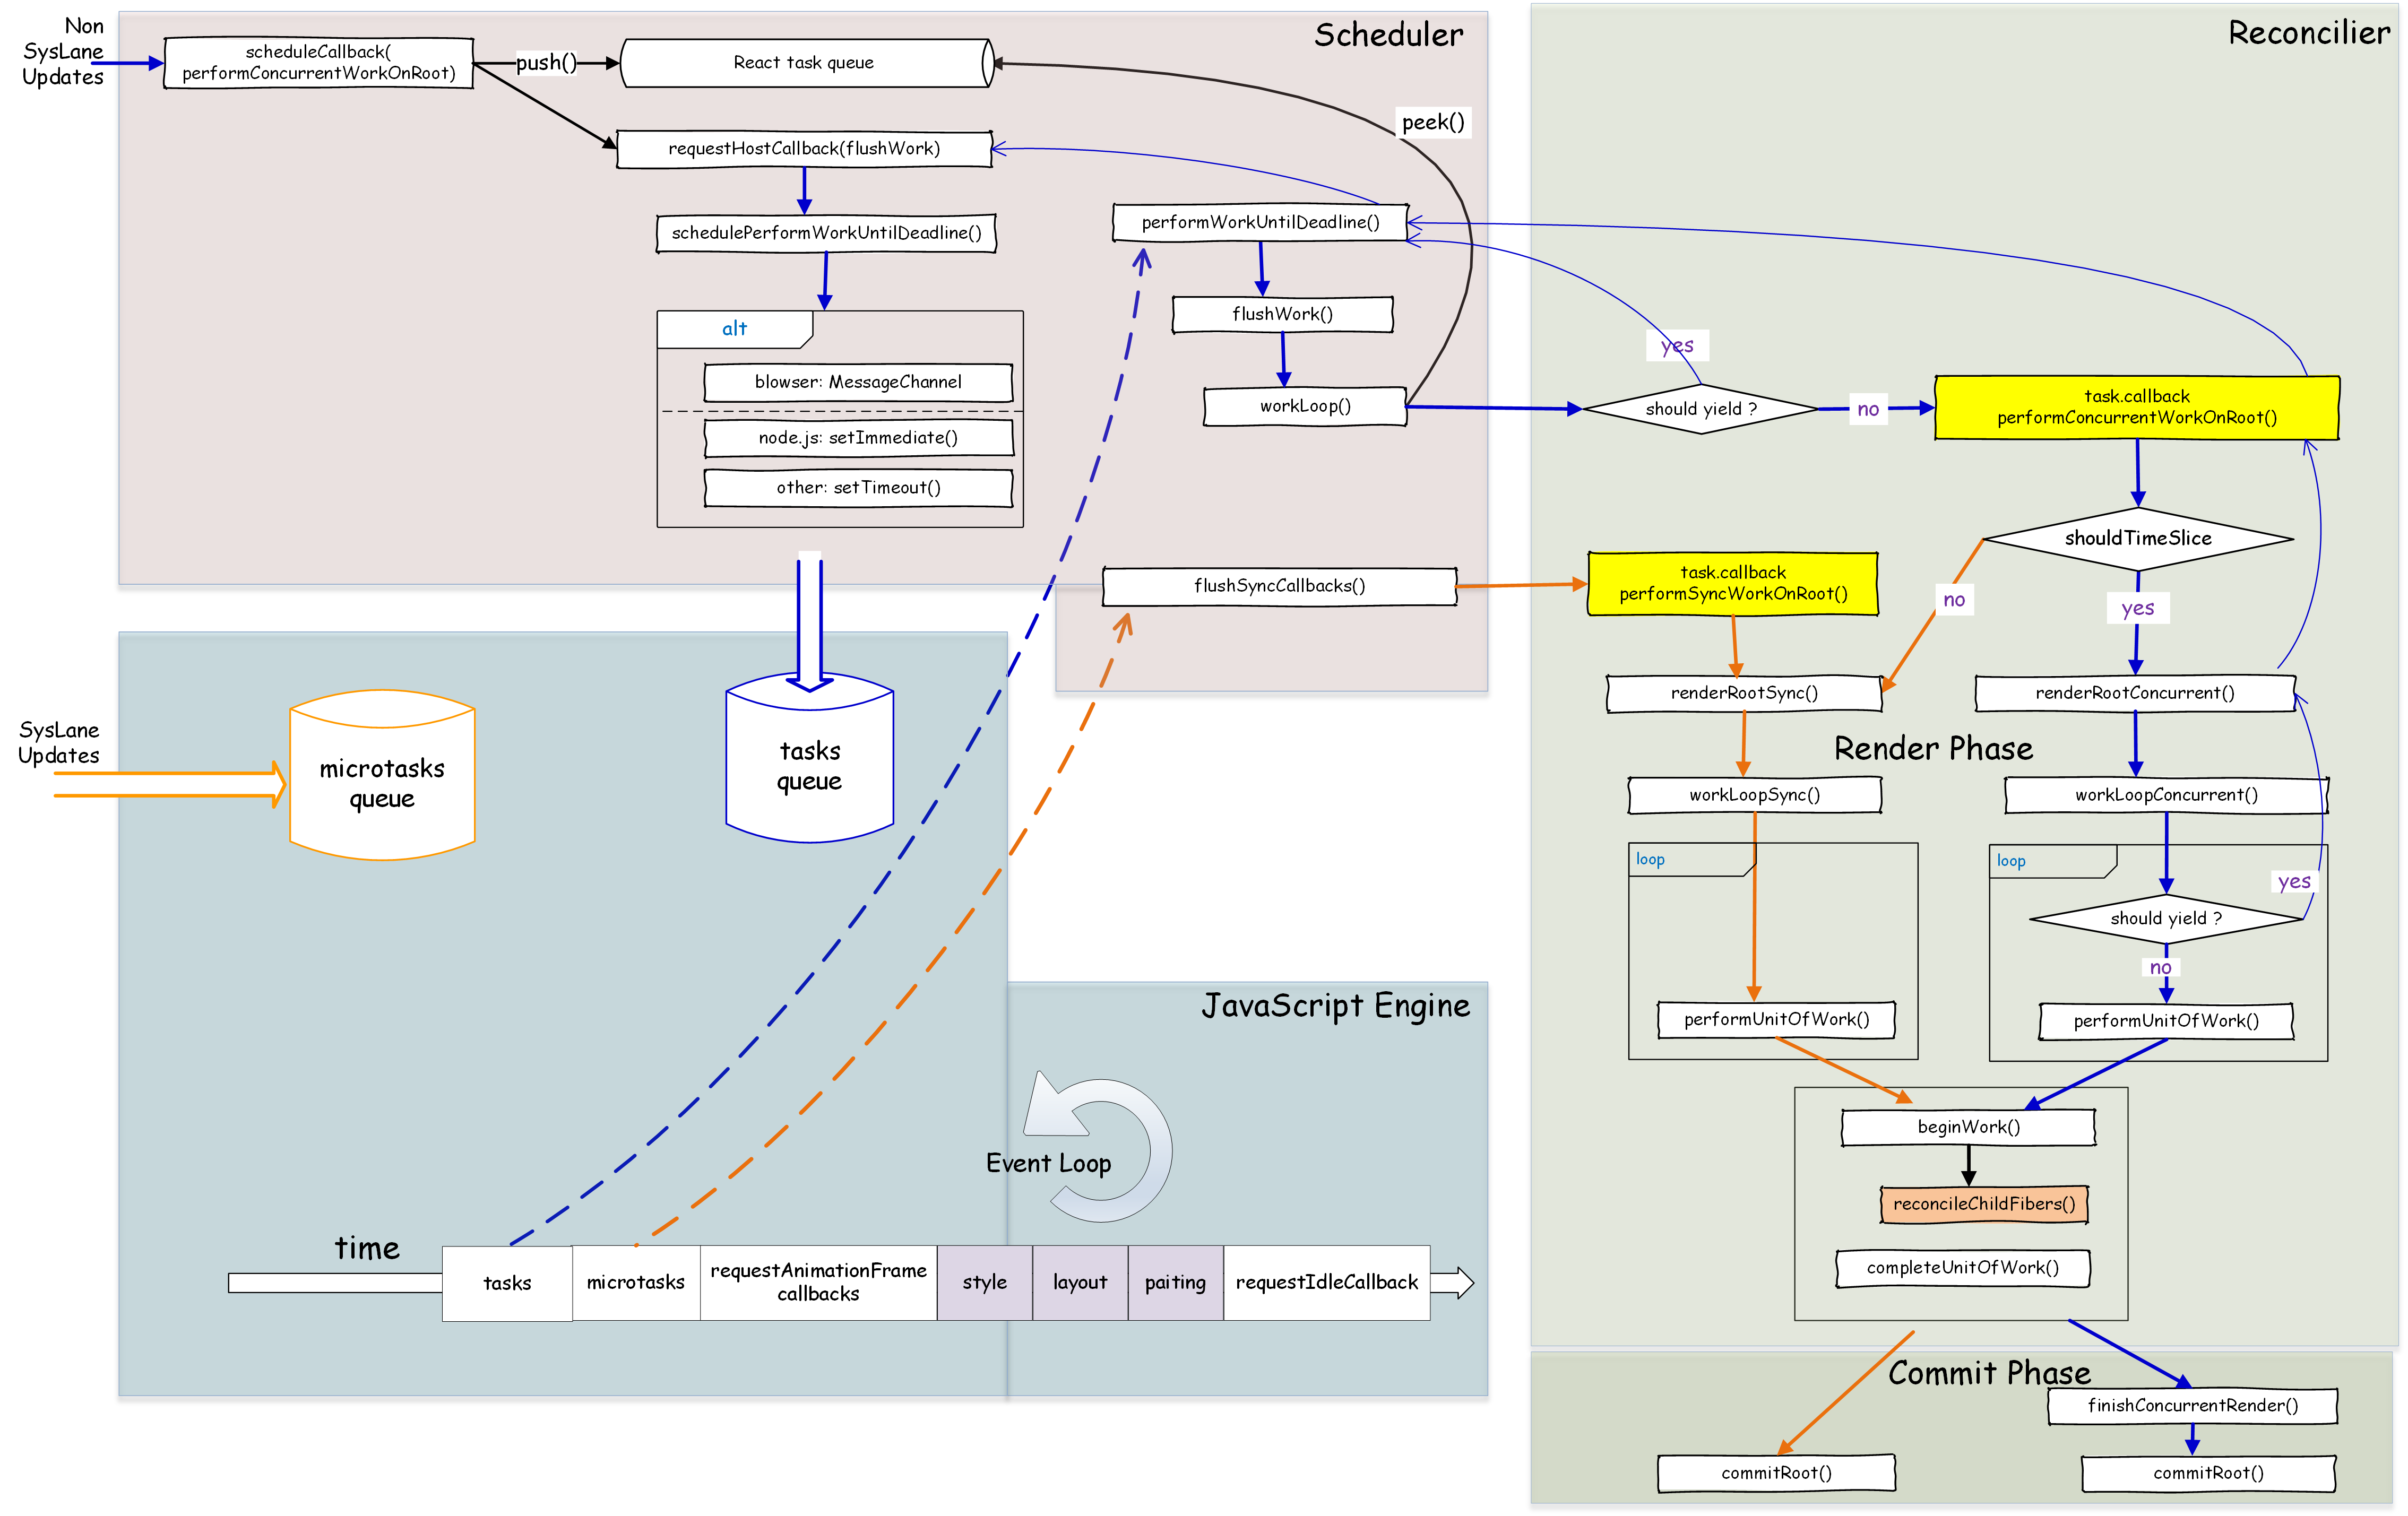 Non
SysLane
Updates
scheduleCallback(
performConcurrentWorkOnRoot)
push()
React task queue
Scheduler
peek()
requestHostCallback(flushWork)
schedulePerformWorkUntilDeadline()
alt
blowser: MessageChannel
node.js: setImmediate()
other: setTimeout()
performWorkUntilDeadline()
flushWork()
workLoop()
flushSyncCallbacks()
Reconcilier
yes
should yield ?
no
task.callback
performConcurrentWorkOnRoot()
shouldTimeSlice
no
yes
task.callback
performSyncWorkOnRoot()
renderRootSync()
renderRootConcurrent()
Render Phase
workLoopSync()
workLoopConcurrent()
loop
performUnitOfWork()
loop
should yield ?
yes
no
performUnitOfWork()
beginWork()
reconcileChildFibers()
completeUnitOfWork()
Commit Phase
finishConcurrentRender()
commitRoot()
commitRoot()
SysLane
Updates
microtasks
queue
tasks
queue
JavaScript Engine
Event Loop
time
tasks
microtasks
requestAnimationFrame
callbacks
style
layout
paiting
requestIdleCallback